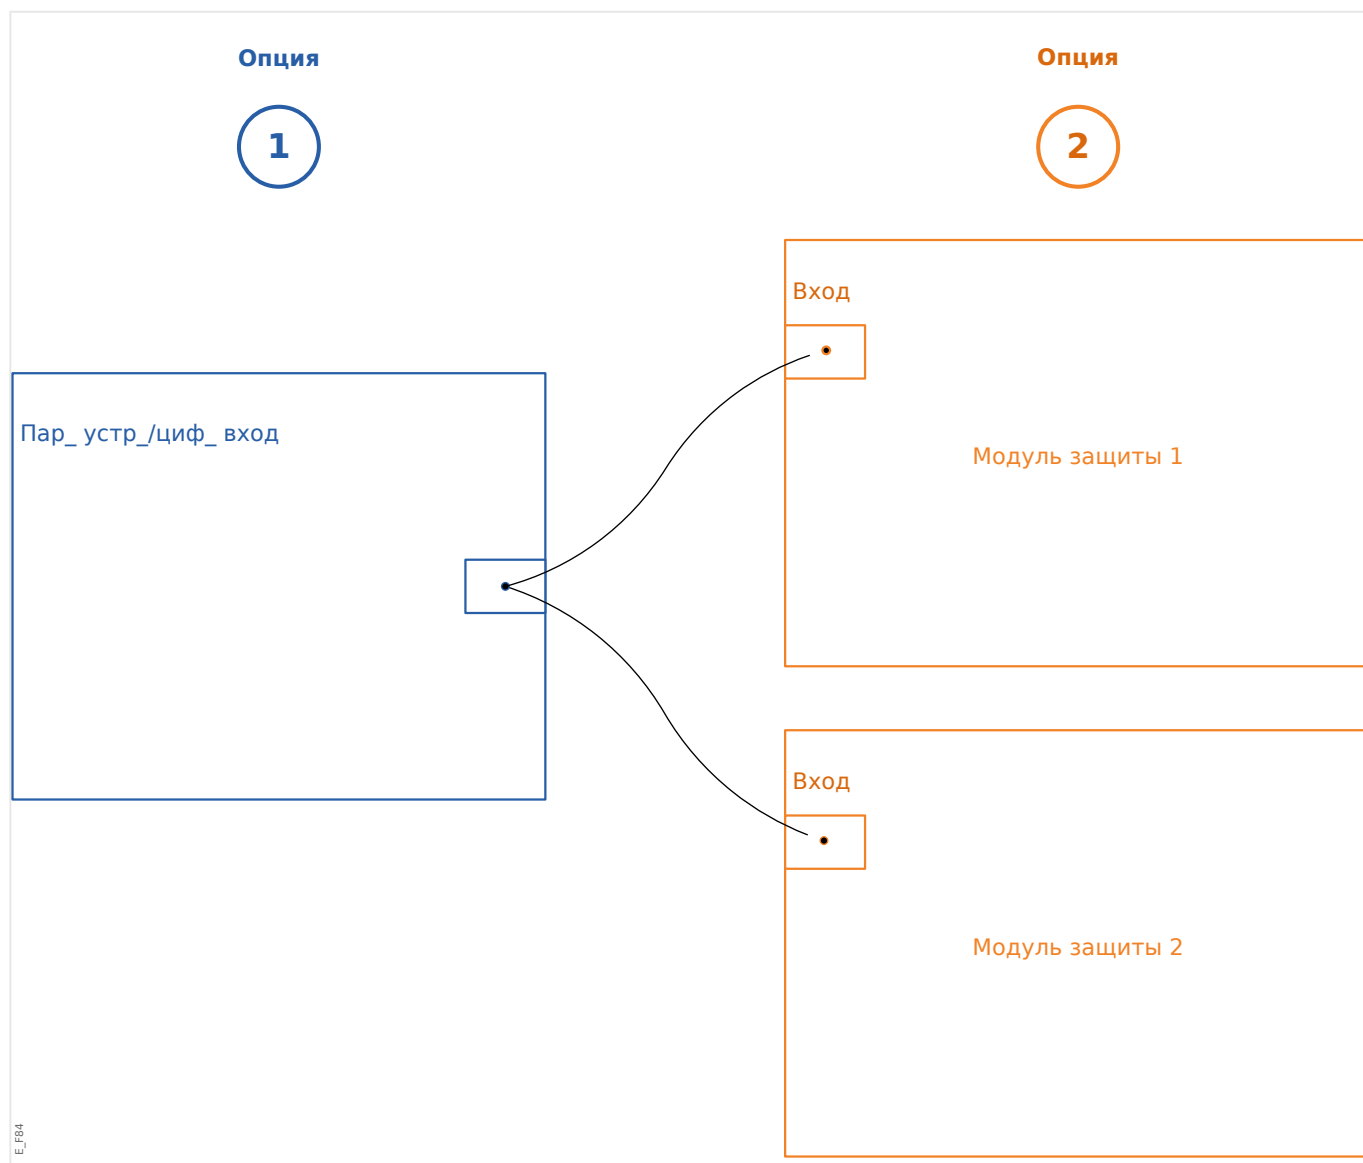 Опция
Опция
1
2
Вход
Пар_ устр_/циф_ вход
Модуль защиты 1
Вход
Модуль защиты 2
E_F84